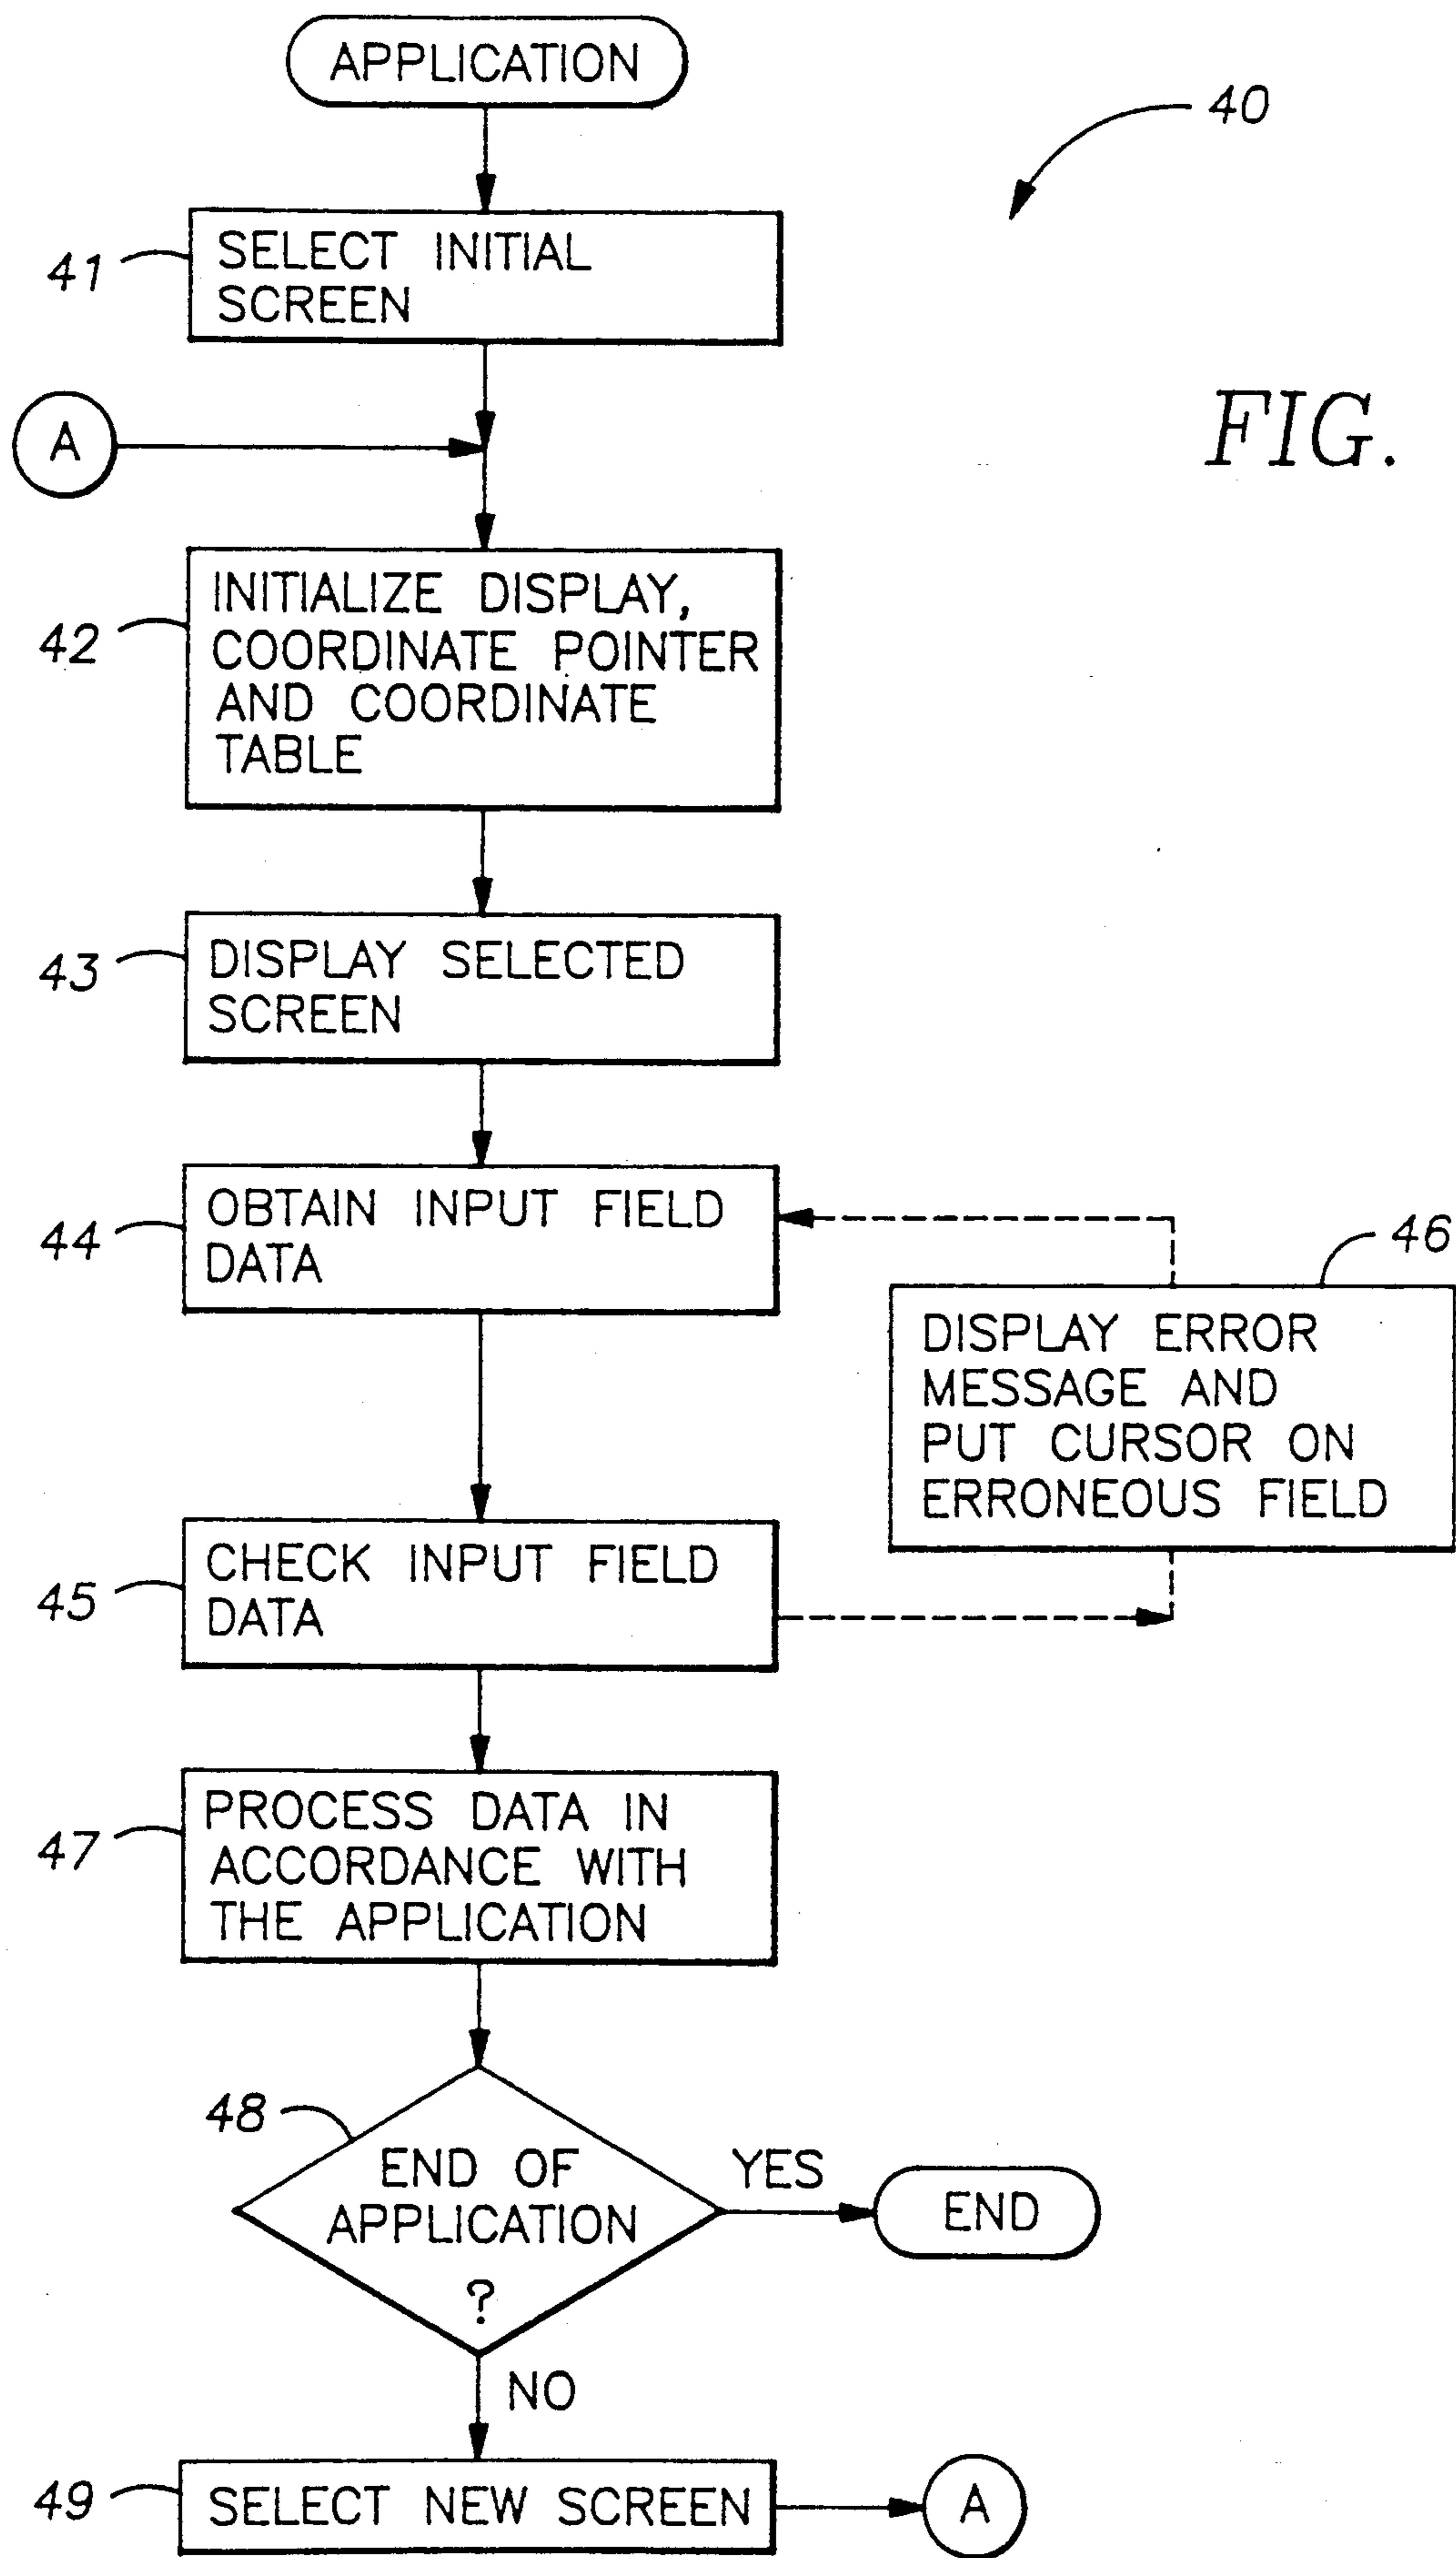 APPLICATION
40
41
SELECT INITIAL
SCREEN
A
FIG.
42
INITIALIZE DISPLAY,
COORDINATE POINTER
AND COORDINATE
TABLE
43
DISPLAY SELECTED
SCREEN
44
OBTAIN INPUT FIELD
DATA
46
DISPLAY ERROR
MESSAGE AND
PUT CURSOR ON
ERRONEOUS FIELD
45
CHECK INPUT FIELD
DATA
47
PROCESS DATA IN
ACCORDANCE WITH
THE APPLICATION
48
END OF
APPLICATION
?
YES
END
NO
49
SELECT NEW SCREEN
A